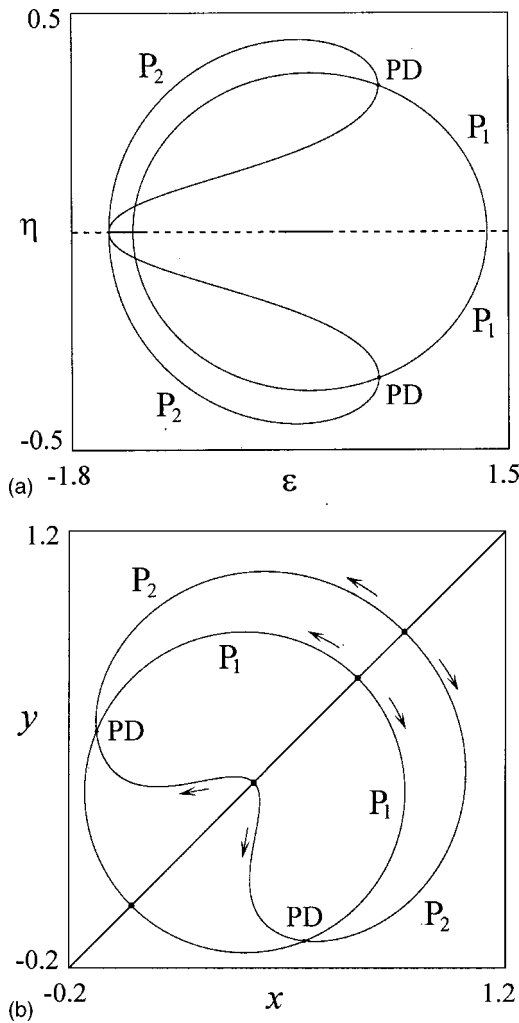 0.5
P₂
PD
P₁
η
P₁
P₂
PD
-0.5
(a) -1.8 ε 1.5
1.2
P₂
P₁
y PD
P₁
PD P₂
-0.2
(b) -0.2 x 1.2